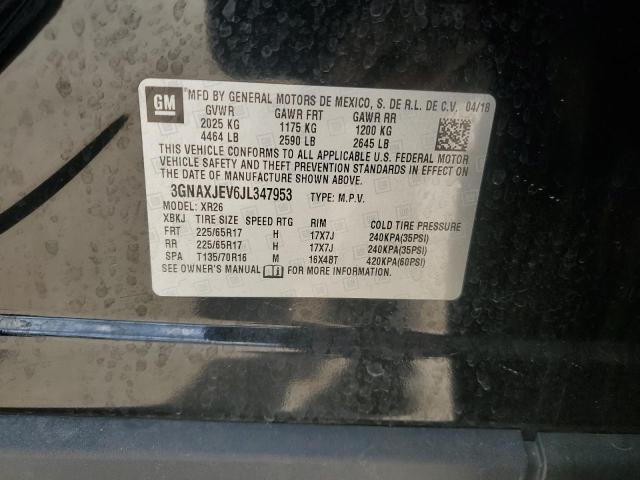 GM MFD BY GENERAL MOTORS DE MEXICO, S. DE R.L. DE C.V. 04/18
GVWR GAWR FRT GAWR RR
2025 KG 1175 KG 1200 KG
4464 LB 2590 LB 2645 LB
THIS VEHICLE CONFORMS TO ALL APPLICABLE U.S. FEDERAL MOTOR
VEHICLE SAFETY AND THEFT PREVENTION STANDARDS IN EFFECT ON
THE DATE OF MANUFACTURE SHOWN ABOVE.
3GNAXJEV6JL347953 TYPE: M.P.V.
MODEL: XR26
XBKJ TIRE SIZE SPEED RTG RIM COLD TIRE PRESSURE
FRT 225/65R17 H 17X7J 240KPA(35PSI)
RR 225/65R17 H 17X7J 240KPA(35PSI)
SPA T135/70R16 M 16X4BT 420KPA(60PSI)
SEE OWNER'S MANUAL FOR MORE INFORMATION.